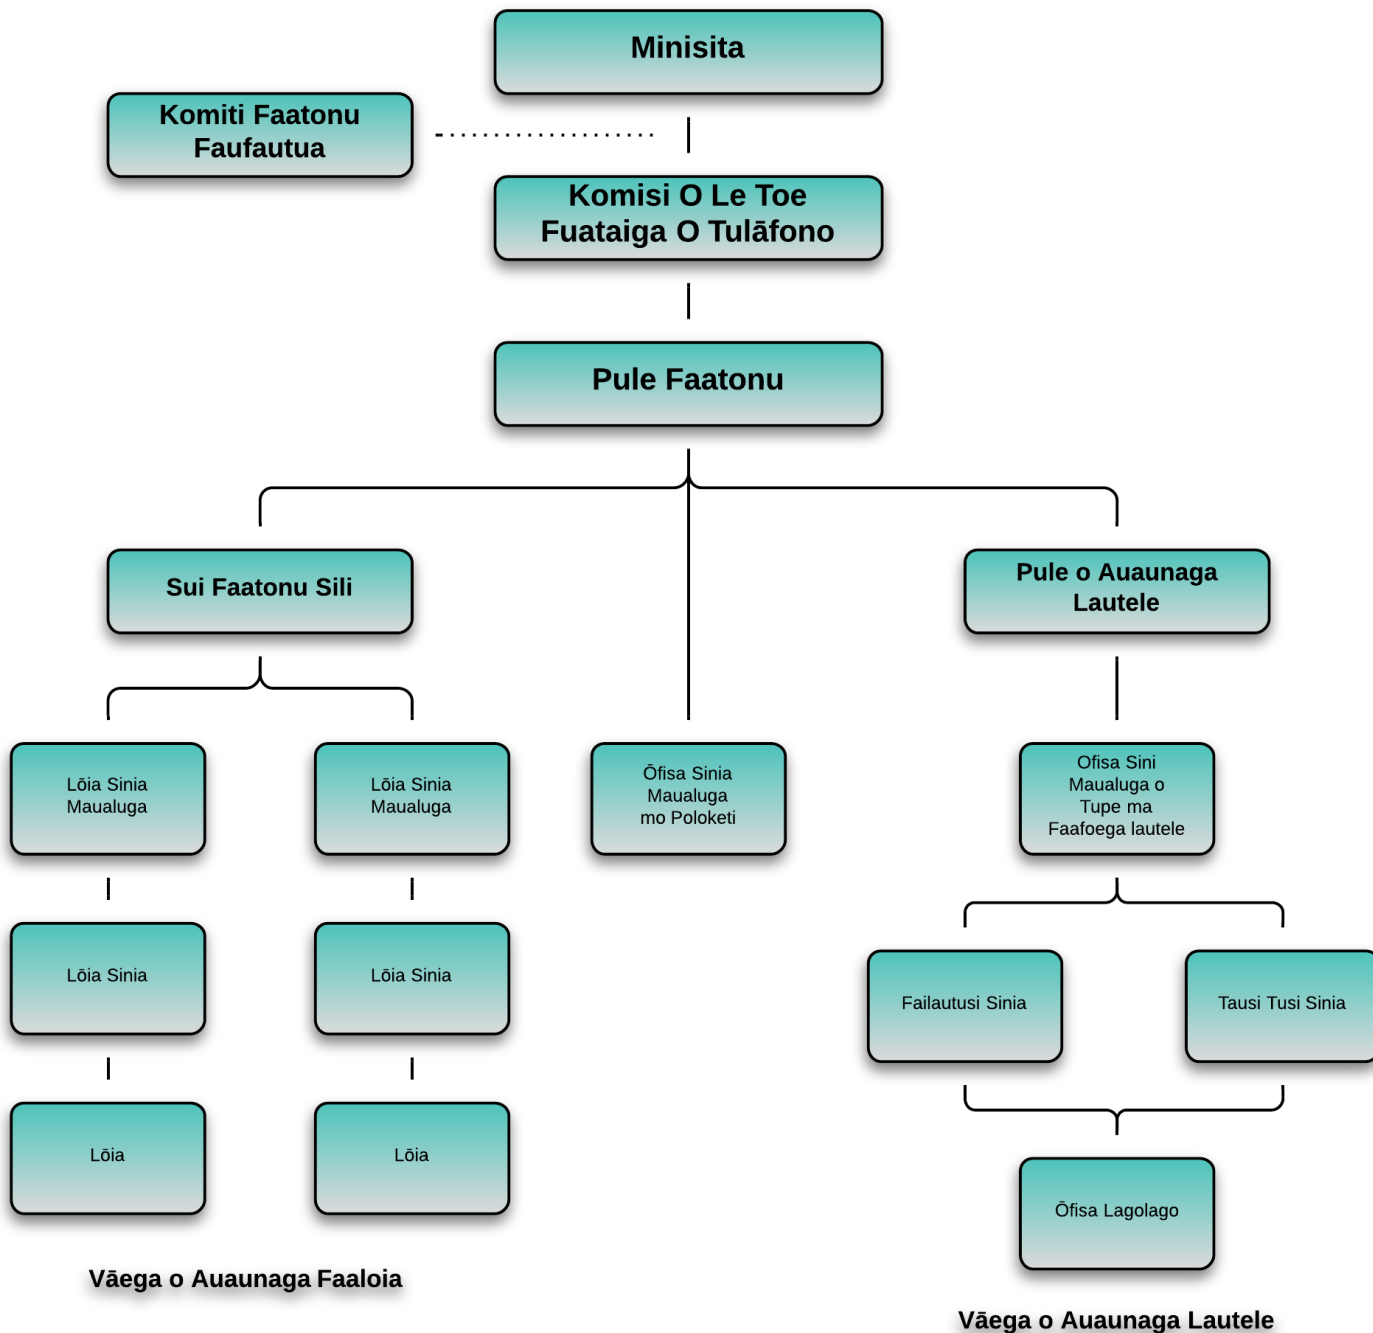 Minisita
Komiti Faatonu
Faufautua
Komisi O Le Toe
Fuataiga O Tulāfono
Pule Faatonu
Sui Faatonu Sili
Pule o Auaunaga
Lautele
Lōia Sinia
Maualuga
Lōia Sinia
Maualuga
Ōfisa Sinia
Maualuga
mo Poloketi
Ofisa Sini
Maualuga o
Tupe ma
Faafoega lautele
Lōia Sinia
Lōia Sinia
Failautusi Sinia
Tausi Tusi Sinia
Lōia
Lōia
Ōfisa Lagolago
Vāega o Auaunaga Faaloia
Vāega o Auaunaga Lautele